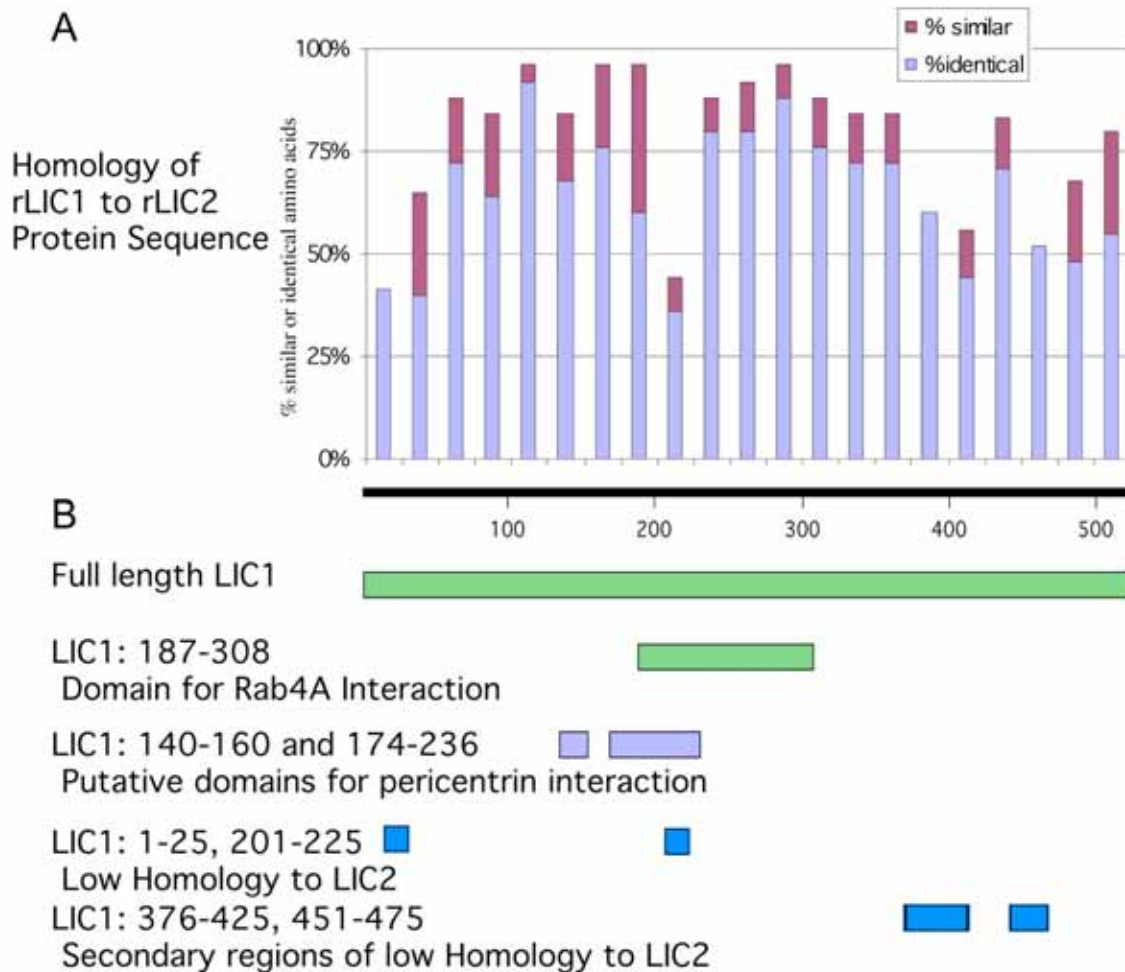 A
% similar
%identical
100%
75%
50%
25%
0%
% similar or identical amino acids
Homology of
rLIC1 to rLIC2
Protein Sequence
100
200
300
400
500
B
Full length LIC1
LIC1: 187-308
Domain for Rab4A Interaction
LIC1: 140-160 and 174-236
Putative domains for pericentrin interaction
LIC1: 1-25, 201-225
Low Homology to LIC2
LIC1: 376-425, 451-475
Secondary regions of low Homology to LIC2